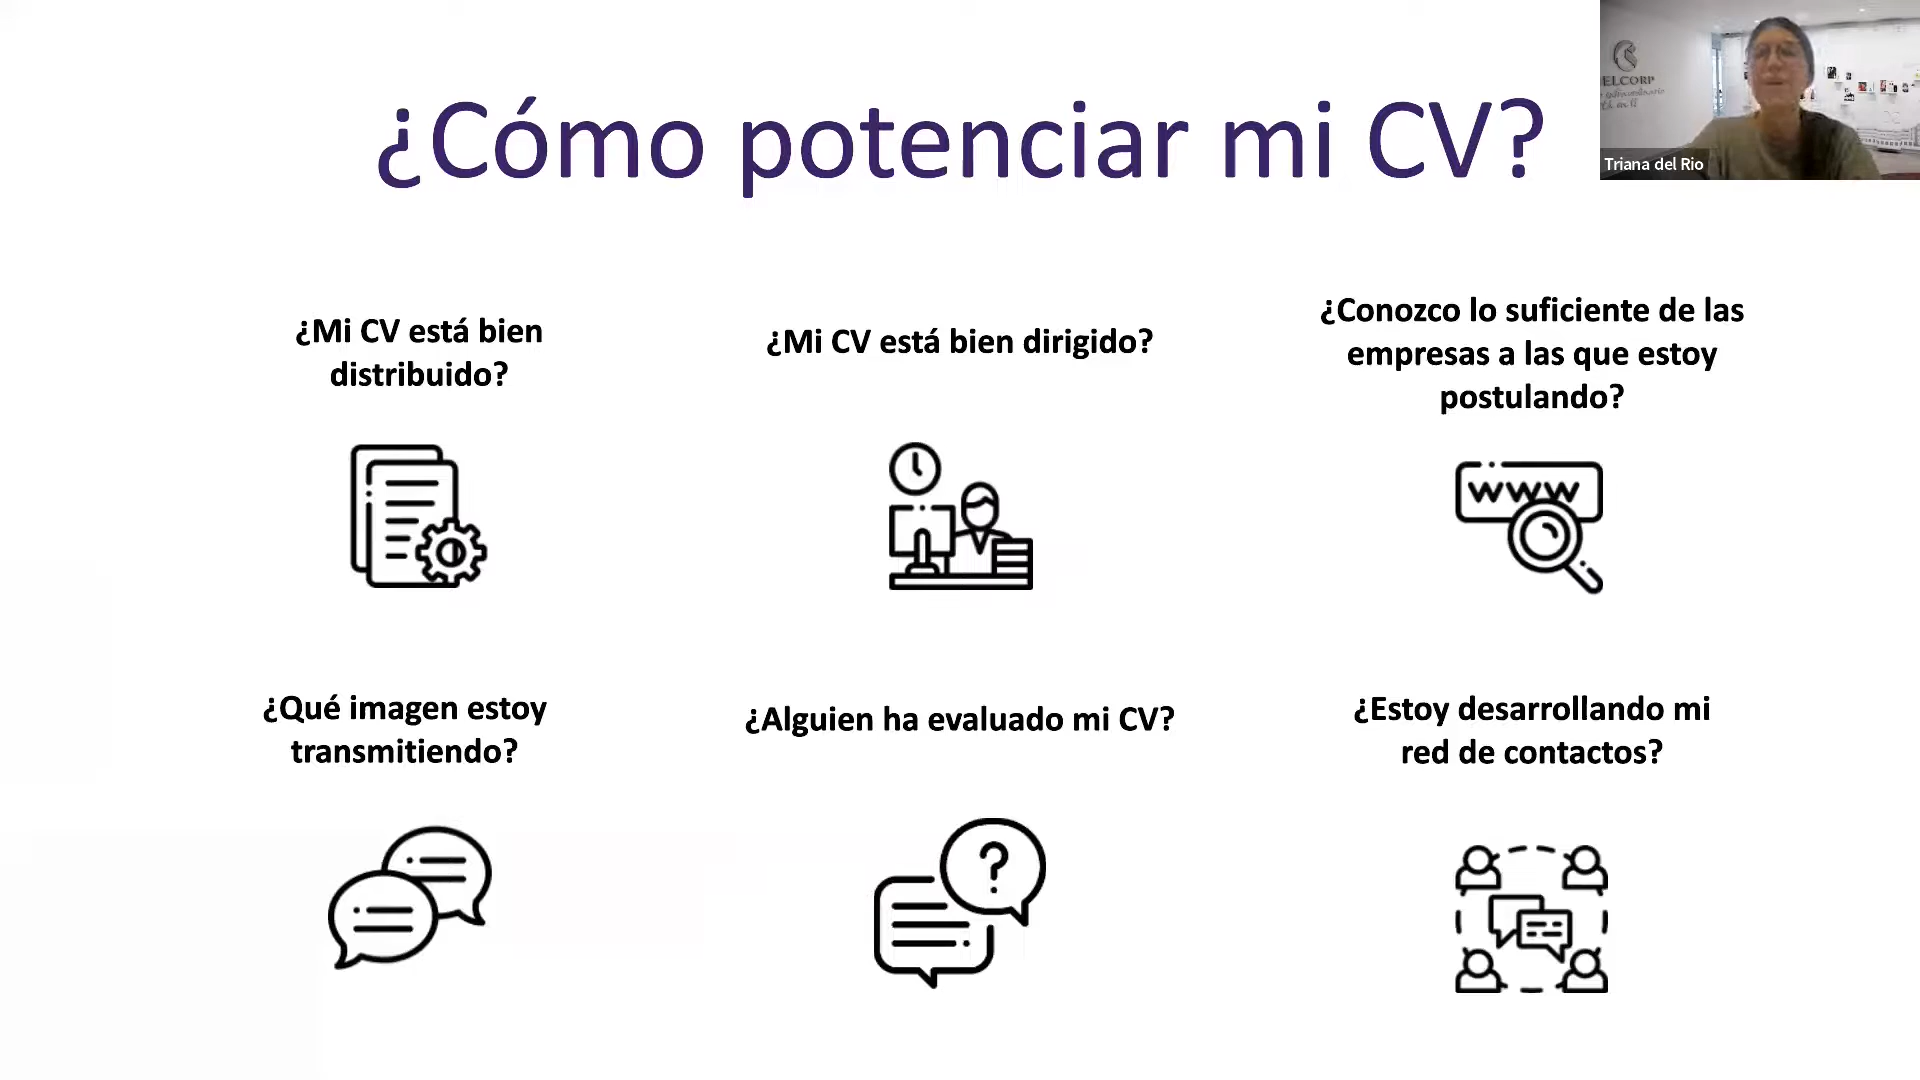 ¿Cómo potenciar mi CV?
ELCORP
Triana del Rio
¿Mi CV está bien
distribuido?
¿Mi CV está bien dirigido?
¿Conozco lo suficiente de las
empresas a las que estoy
postulando?
www
¿Qué imagen estoy
transmitiendo?
¿Alguien ha evaluado mi CV?
?
¿Estoy desarrollando mi
red de contactos?